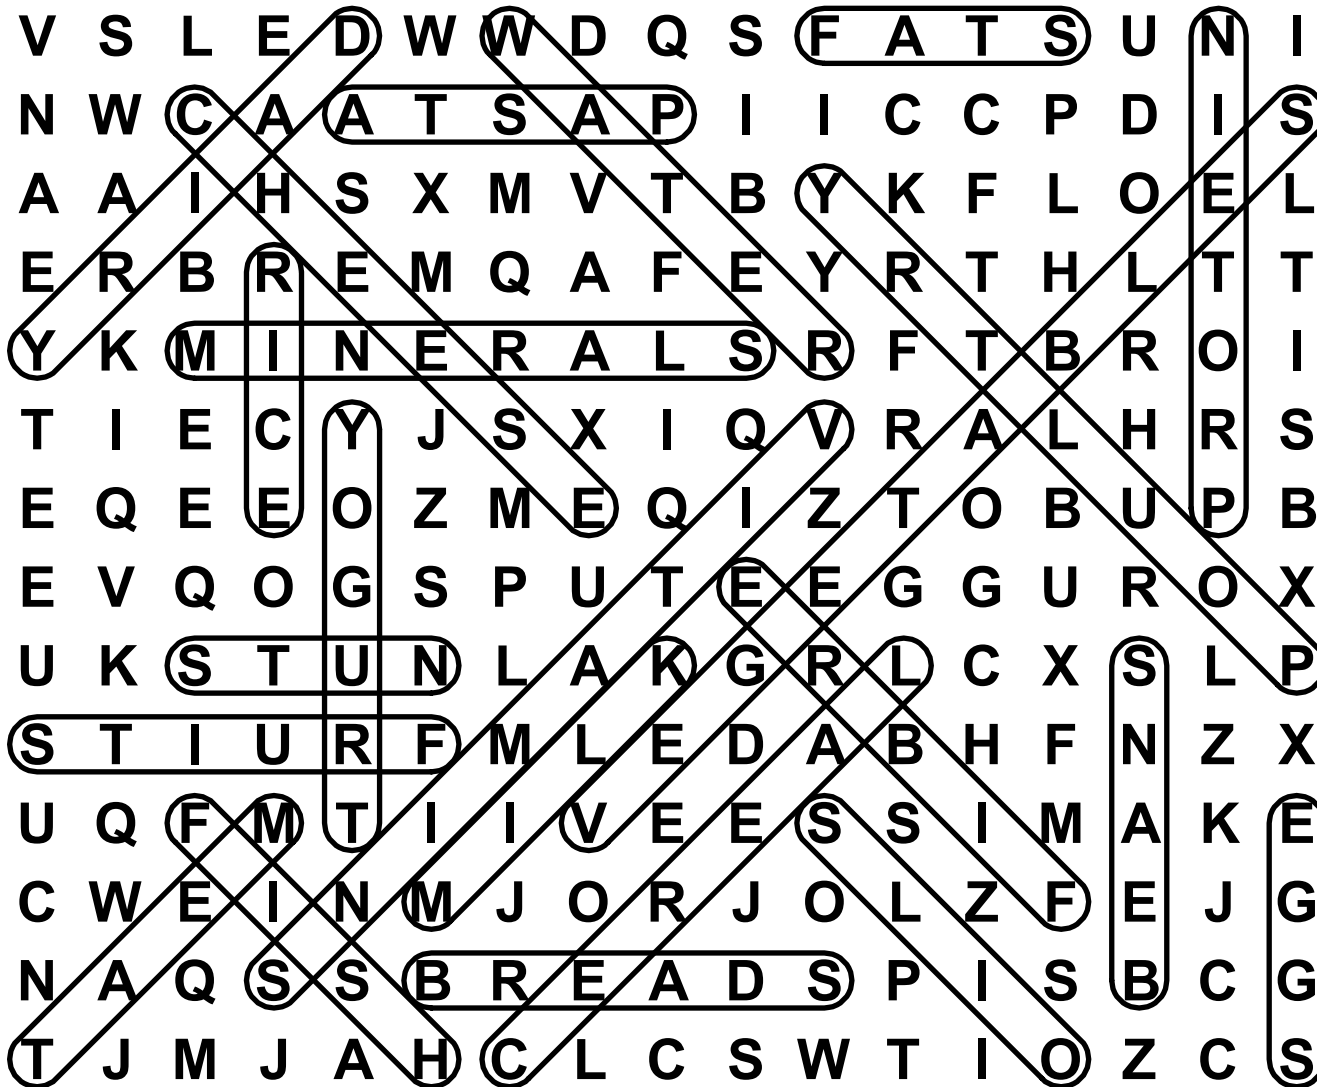 V S L E D W W D Q S F A T S U N I
N W C A A T S A P I I C C P D I S
A A I H S X M V T B Y K F L O E L
E R B R E M Q A F E Y R T H L T T
Y K M I N E R A L S R F T B R O I
T I E C Y J S X I Q V R A L H R S
E Q E E O Z M E Q I Z T O B U P B
E V Q O G S P U T E E G G U R O X
U K S T U N L A K G R L C X S L P
S T I U R F M L E D A B H F N Z X
U Q F M T I I V E E S S I M A K E
C W E I N M J O R J O L Z F E J G
N A Q S S B R E A D S P I S B C G
T J M J A H C L C S W T I O Z C S